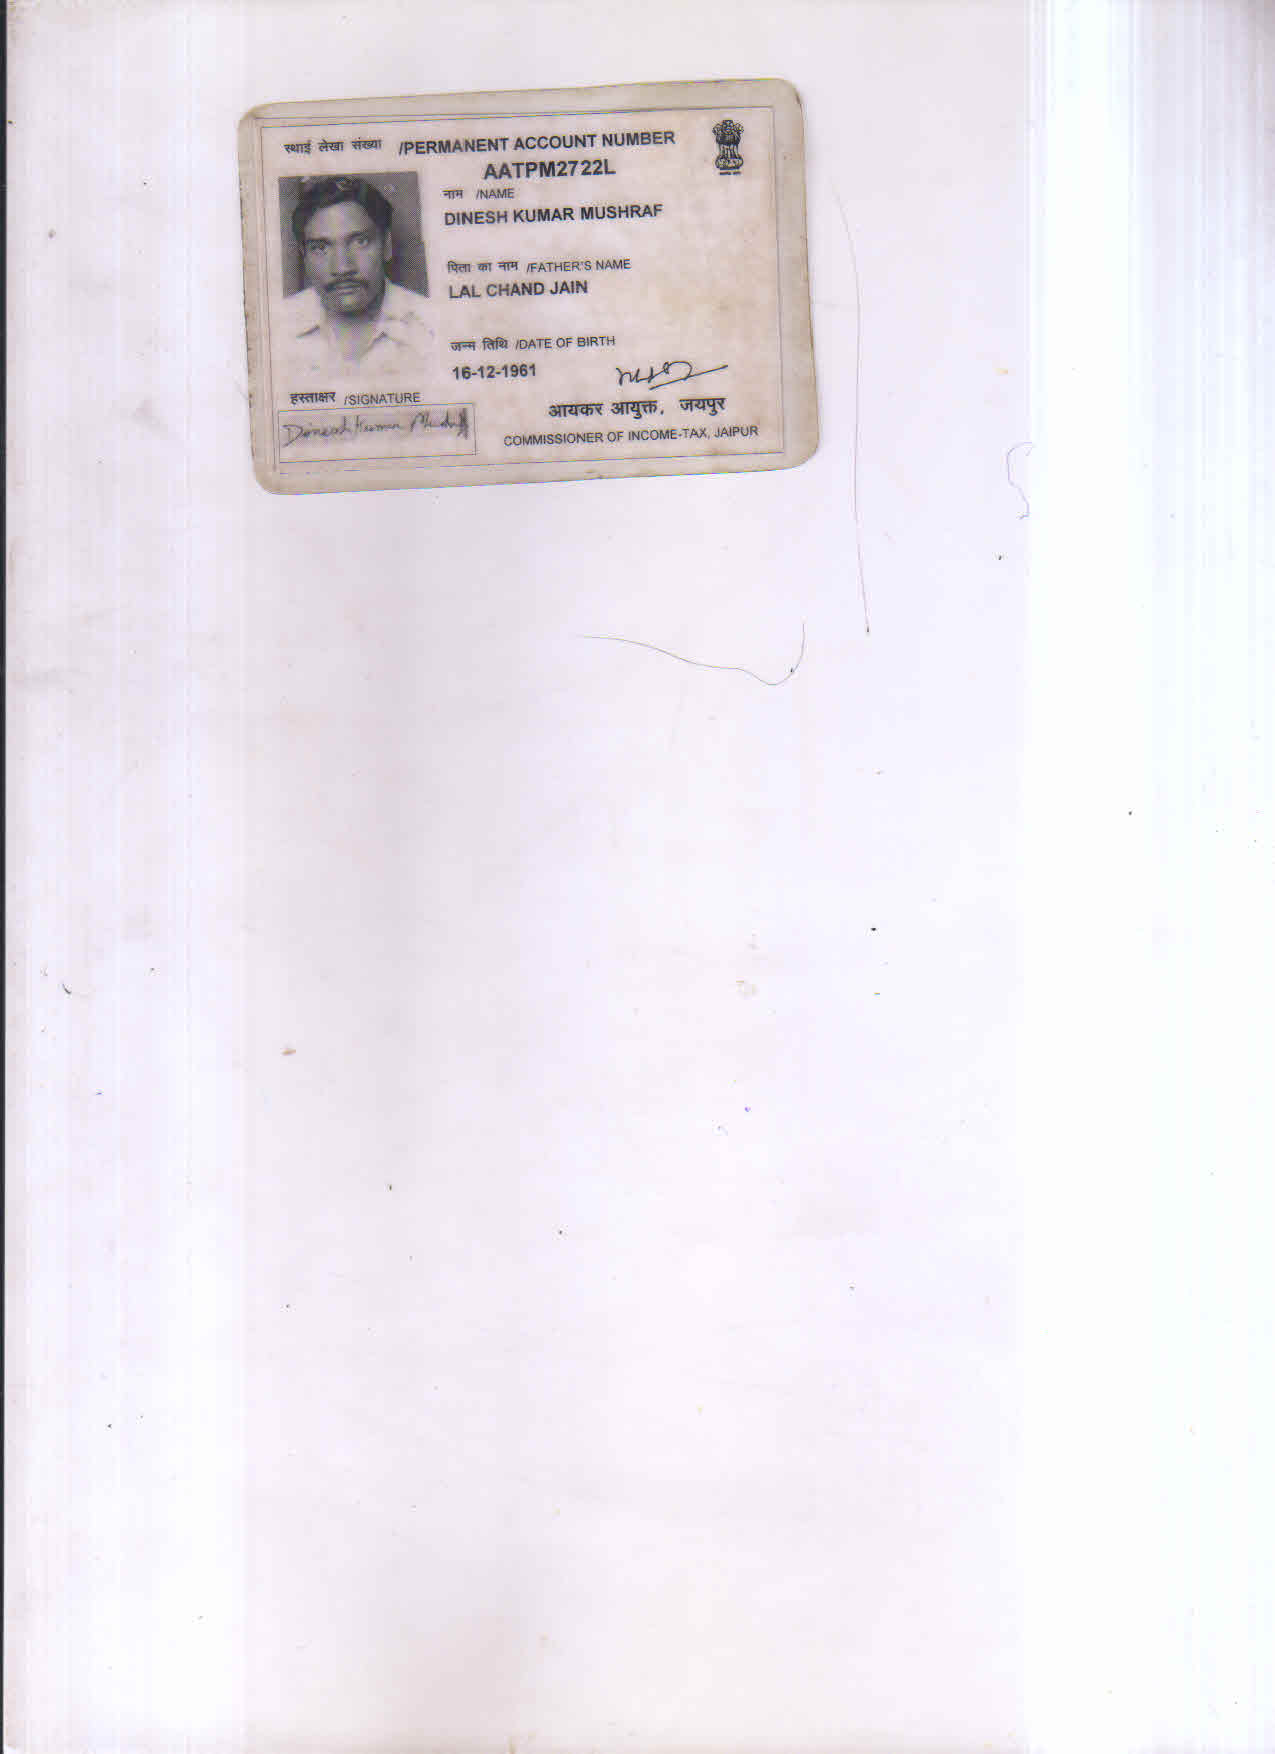 स्थाई लेखा संख्या /PERMANENT ACCOUNT NUMBER
AATPM2722L
नाम /NAME
DINESH KUMAR MUSHRAF
पिता का नाम /FATHER'S NAME
LAL CHAND JAIN
जन्म तिथि /DATE OF BIRTH
16-12-1961
हस्ताक्षर /SIGNATURE
Dinesh Kumar Mushraf
आयकर आयुक्त, जयपुर
COMMISSIONER OF INCOME-TAX, JAIPUR